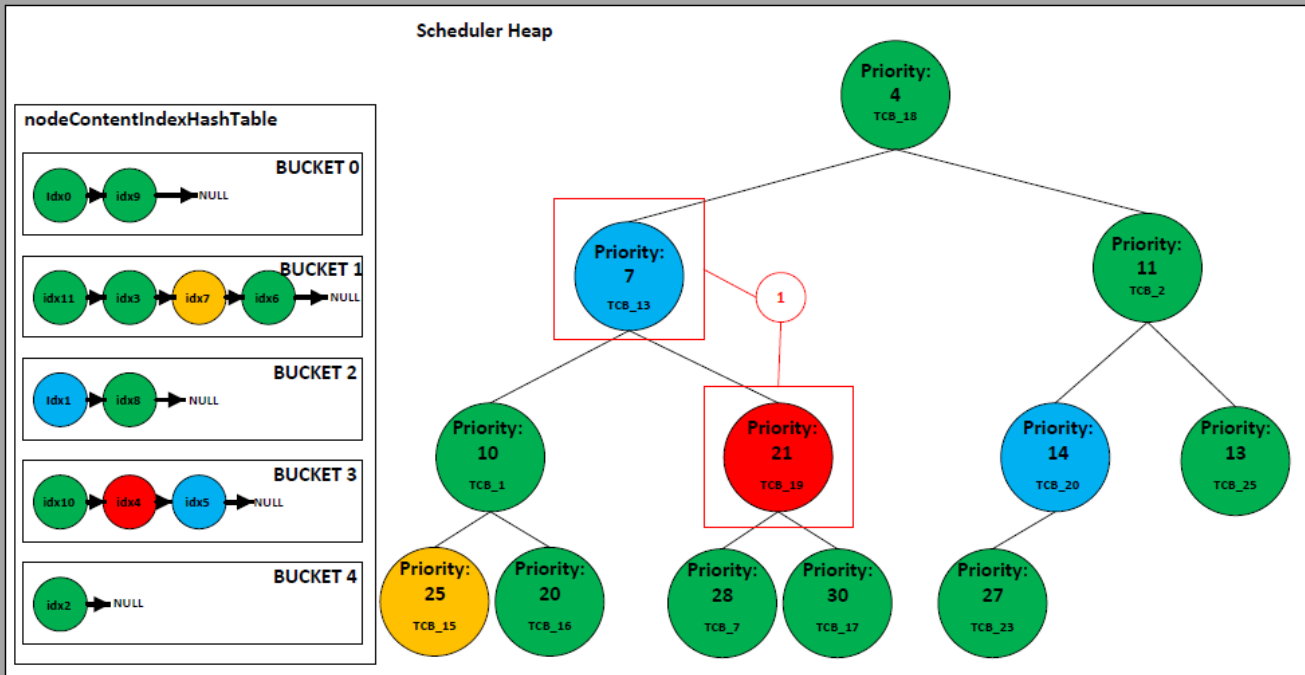 Scheduler Heap
nodeContentIndexHashTable
BUCKET 0
Idx0
idx9
NULL
BUCKET 1
idx11
idx3
idx7
idx6
NULL
BUCKET 2
Idx1
idx8
NULL
BUCKET 3
idx10
idx4
idx5
NULL
BUCKET 4
idx2
NULL
Priority:
4
TCB_18
Priority:
7
TCB_13
1
Priority:
11
TCB_2
Priority:
10
TCB_1
Priority:
21
TCB_19
Priority:
14
TCB_20
Priority:
13
TCB_25
Priority:
25
TCB_15
Priority:
20
TCB_16
Priority:
28
TCB_7
Priority:
30
TCB_17
Priority:
27
TCB_23